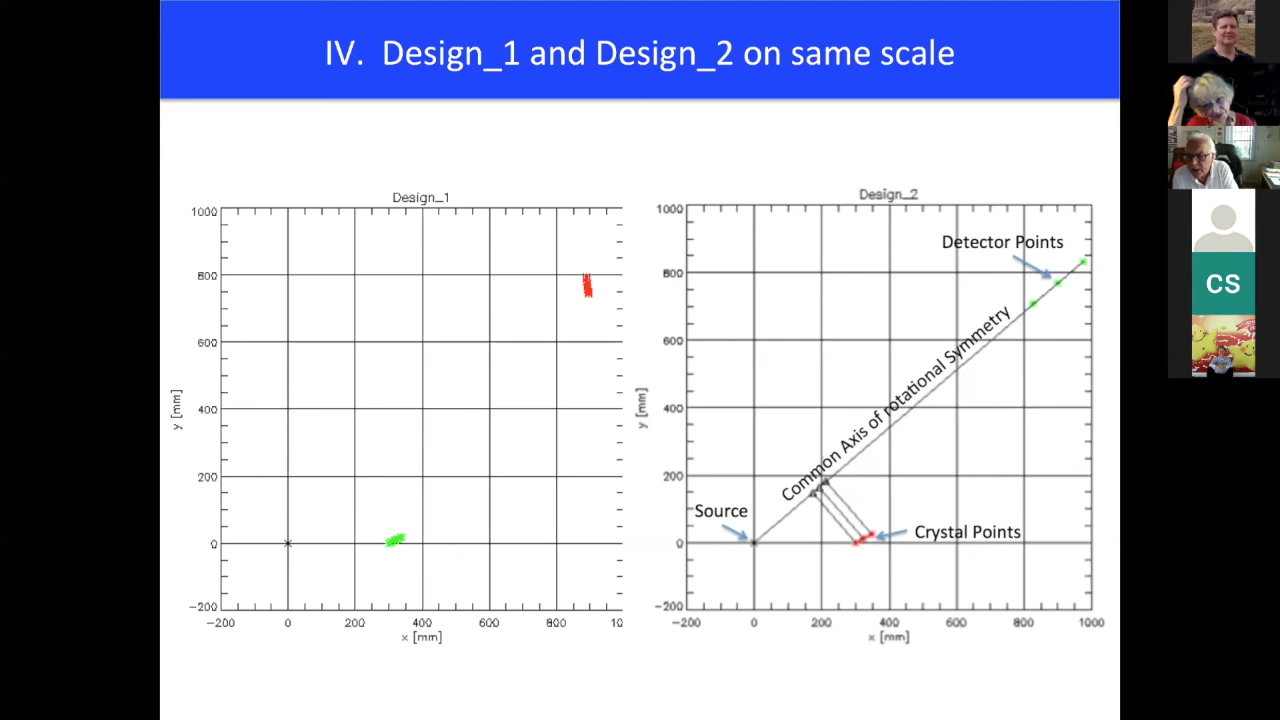 IV. Design_1 and Design_2 on same scale
Design_1
1000
800
600
400
200
0
−200
y [mm]
−200 0 200 400 600 800 10
x [mm]
Design_2
1000
800
600
400
200
0
−200
y [mm]
−200 0 200 400 600 800 1000
x [mm]
Detector Points
Common Axis of rotational Symmetry
Source
Crystal Points
CS